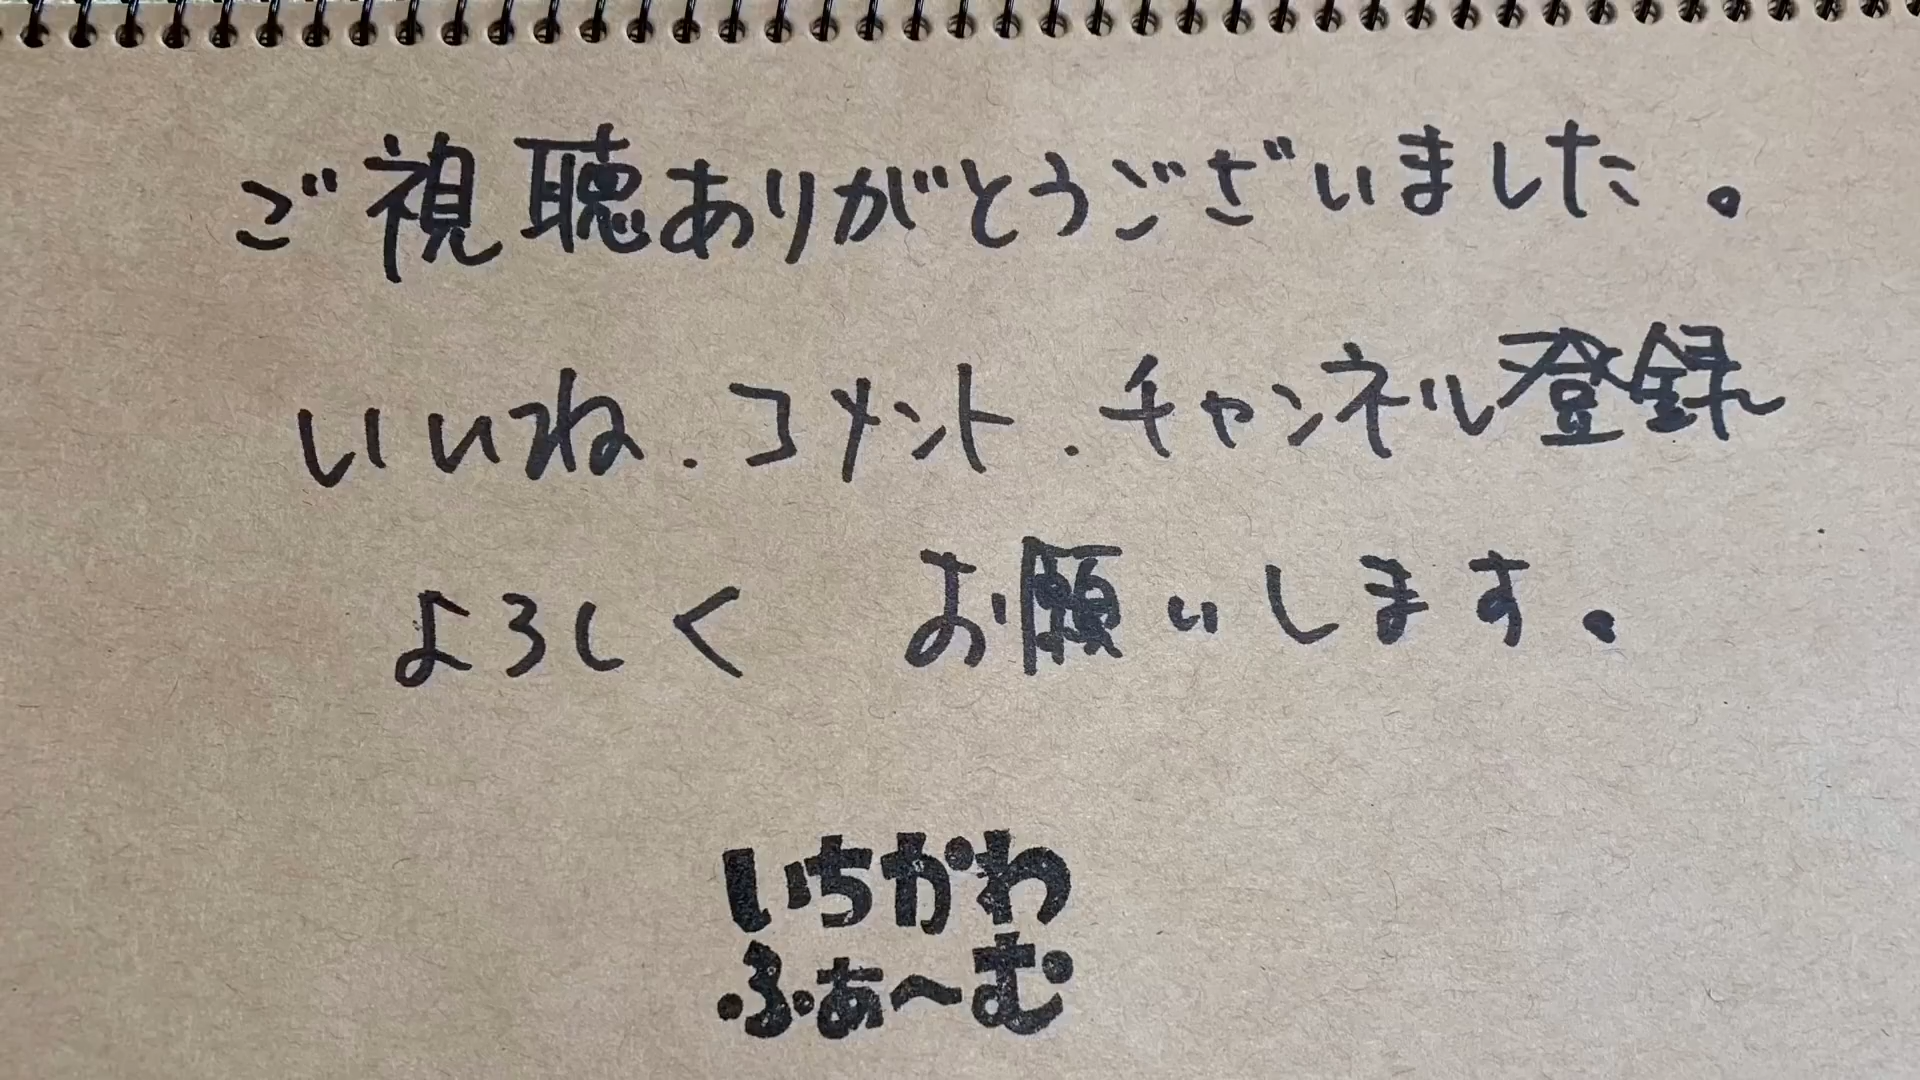 ご視聴ありがとうございました。
いいね.コメント.チャンネル登録
よろしく お願いします。
いちかわ
ふぁ〜む